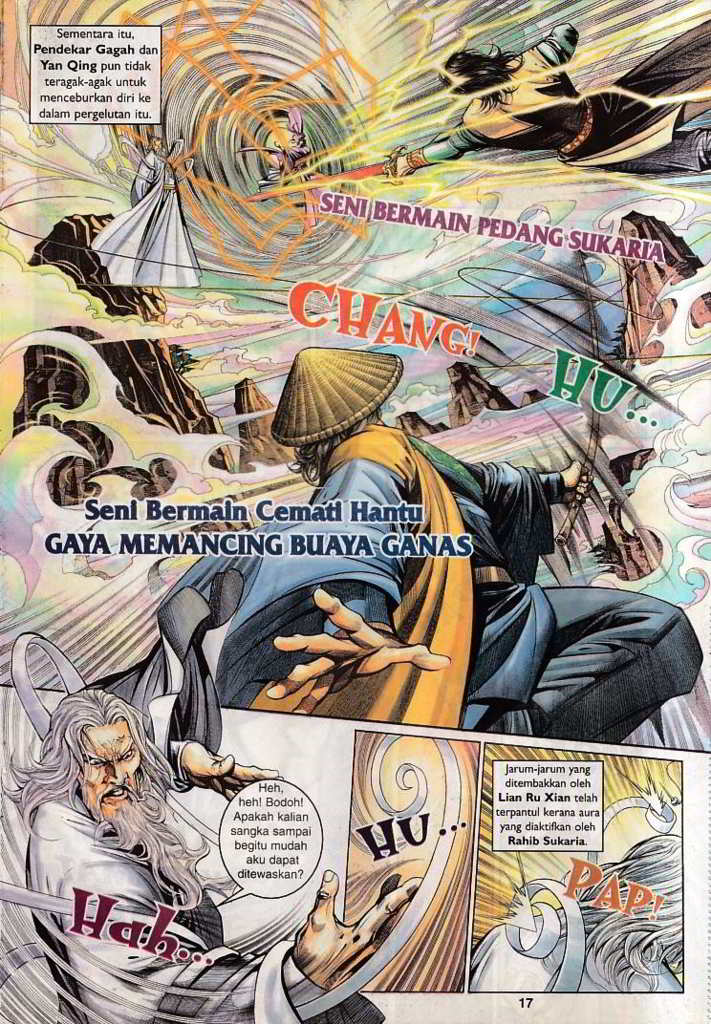 Sementara itu,
Pendekar Gagah dan
Yan Qing pun tidak
teragak-agak untuk
menceburkan diri ke
dalam pergelutan itu.
SENI BERMAIN PEDANG SUKARIA
CHANG!
HU...
Seni Bermain Cemati Hantu
GAYA MEMANCING BUAYA GANAS
Heh,
heh! Bodoh!
Apakah kalian
sangka sampai
begitu mudah
aku dapat
ditewaskan?
Hah...
HU...
Jarum-jarum yang
ditembakkan oleh
Lian Ru Xian telah
terpantul kerana aura
yang diaktifkan oleh
Rahib Sukaria.
PAP!
17